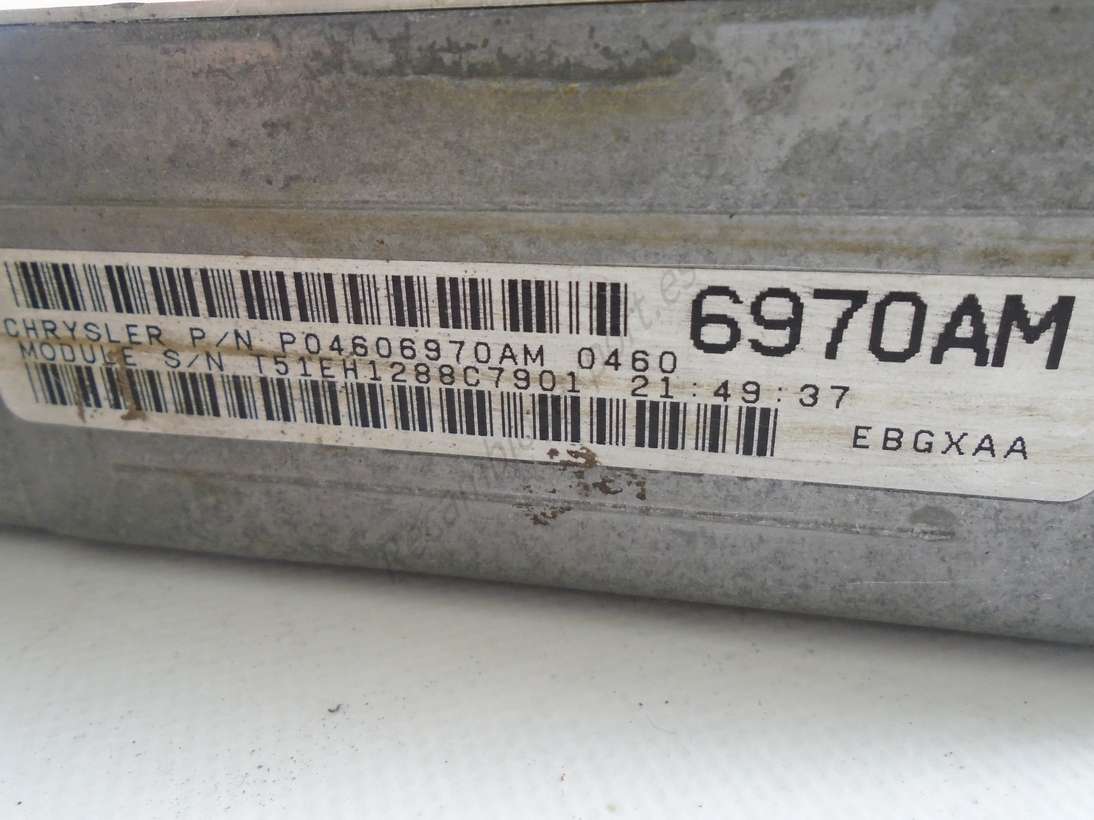 6970AM
CHRYSLER P/N P04606970AM 0460
MODULE S/N T51EH1288C7901 21:49:37
EBGXAA